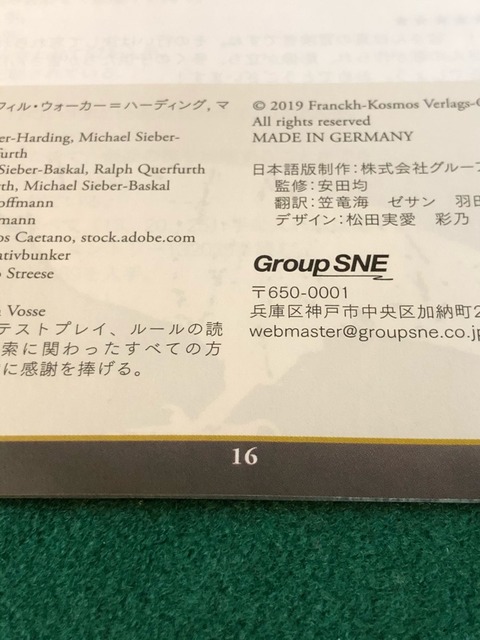 フィル・ウォーカー＝ハーディング, マ
er-Harding, Michael Sieber-
furth
Sieber-Baskal, Ralph Querfurth
rth, Michael Sieber-Baskal
offmann
mann
os Caetano, stock.adobe.com
ativbunker
o Streese
Vosse
テストプレイ、ルールの読
索に関わったすべての方
に感謝を捧げる。
© 2019 Franckh-Kosmos Verlags-
All rights reserved
MADE IN GERMANY
日本語版制作：株式会社グループ
監修：安田均
翻訳：笠竜海 ゼサン 羽田
デザイン：松田実愛 彩乃
Group SNE
〒650-0001
兵庫区神戸市中央区加納町2
webmaster@groupsne.co.jp
16